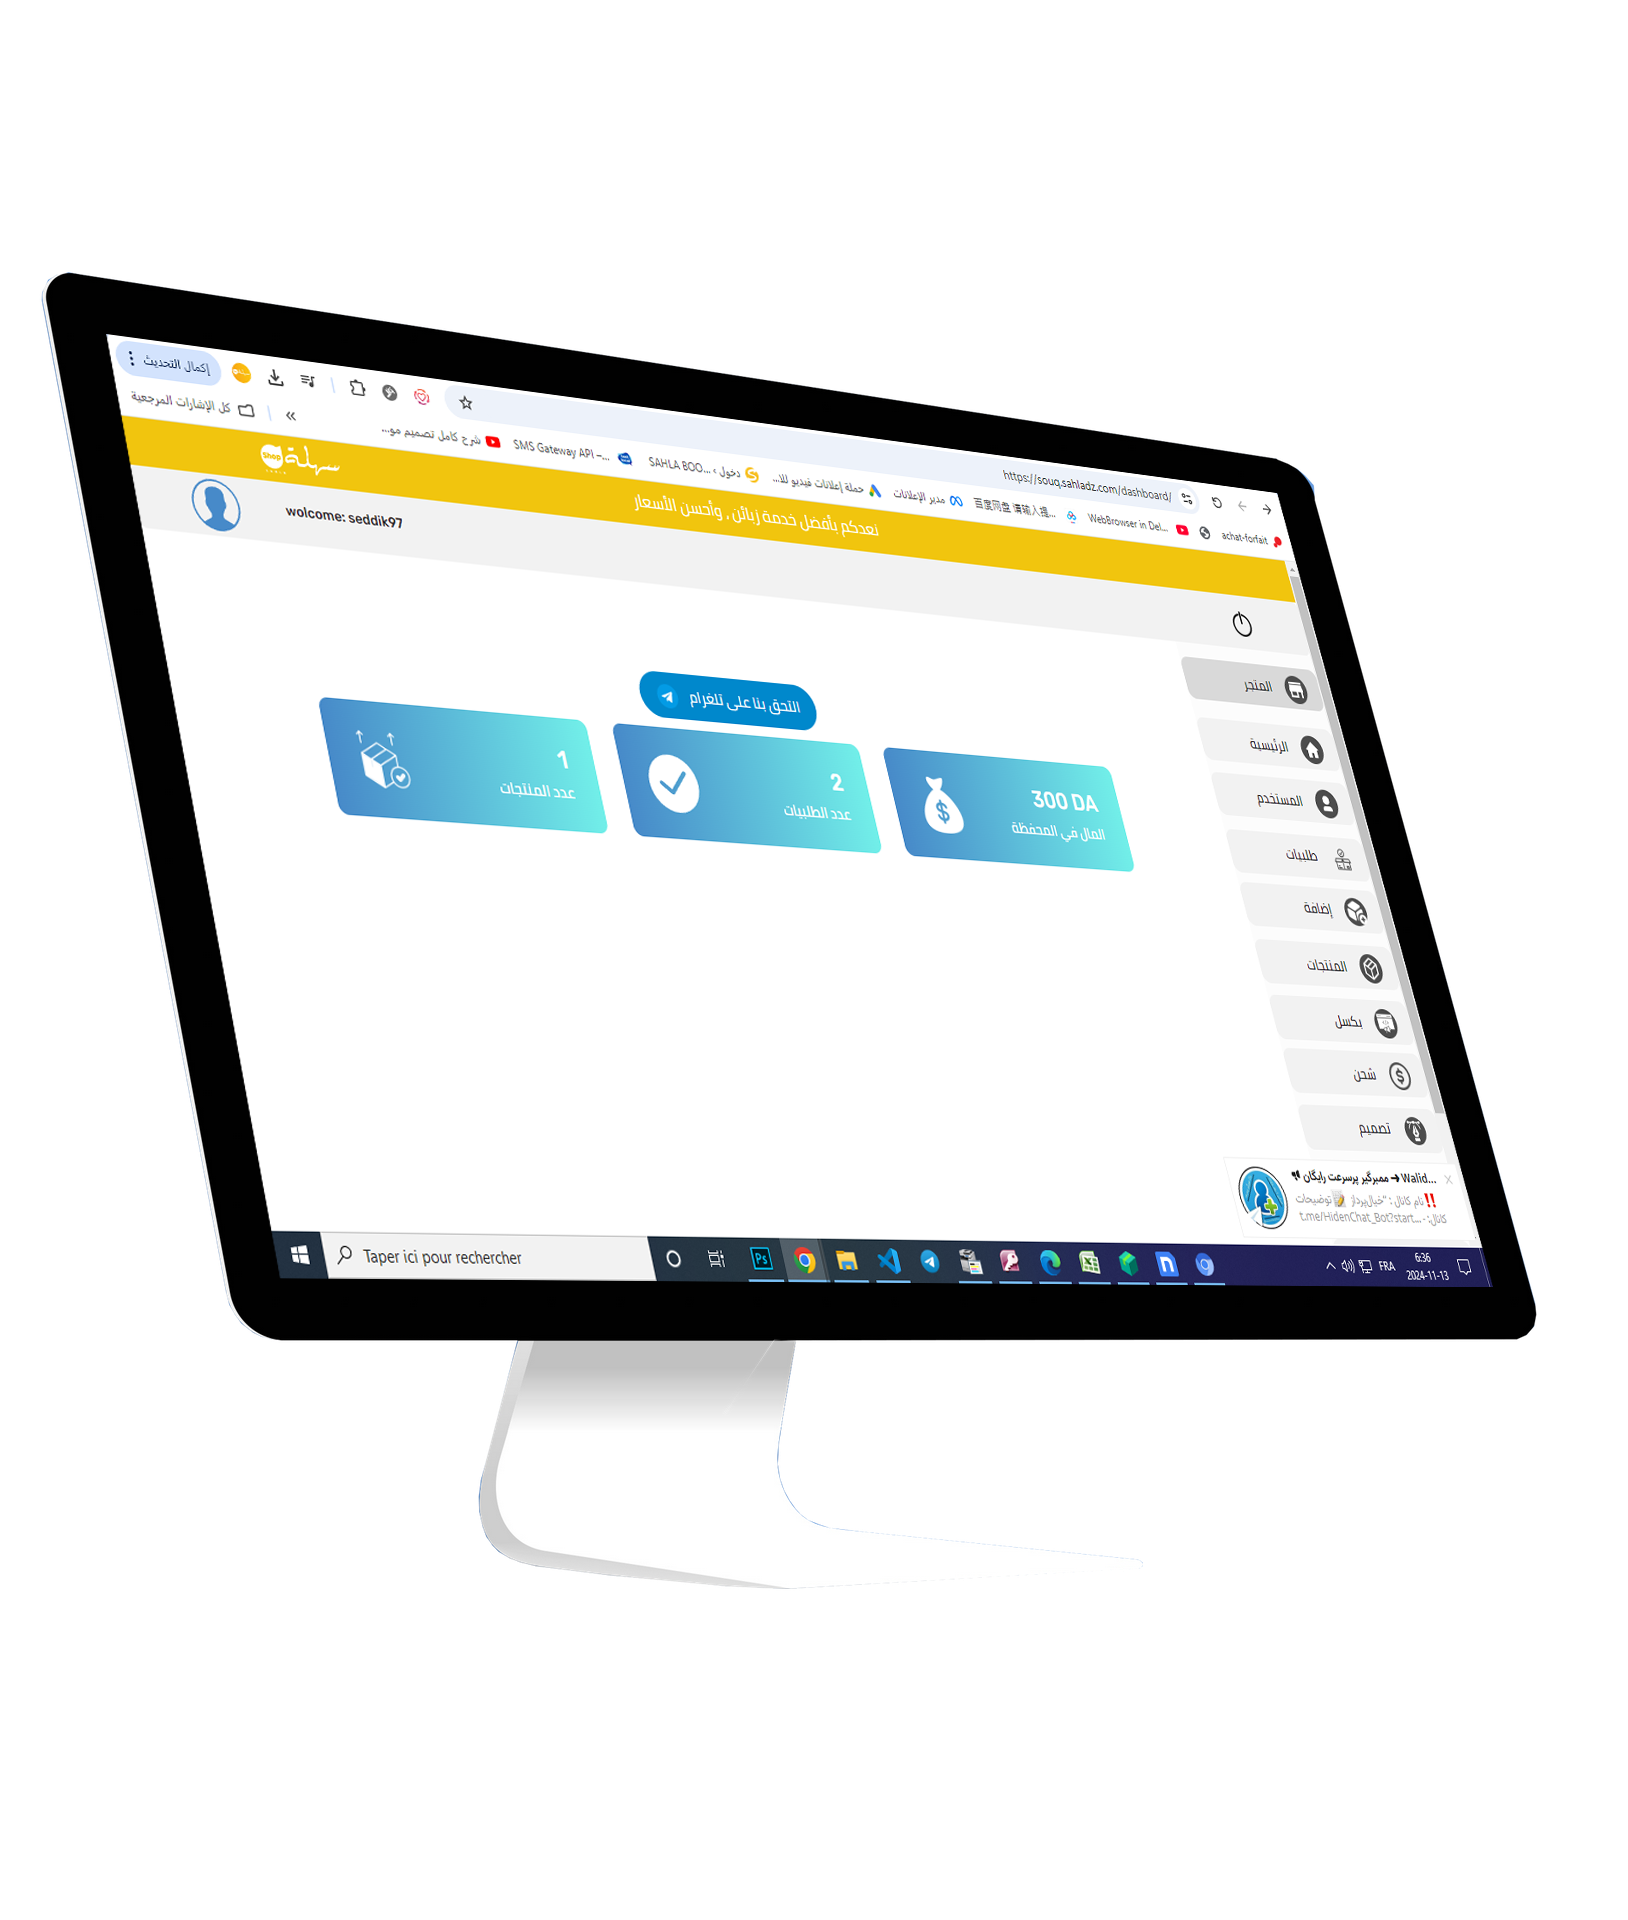 إكمال التحديث
https://souq.sahladz.com/dashboard/
كل الإشارات المرجعية
شرح كامل تصميم مو...
SMS Gateway API –...
SAHLA BOO... ‹ دخول
حملة إعلانات فيديو للا...
مدير الإعلانات
百度网盘 请输入提...
WebBrowser in Del...
achat-forfait
سهلة
shop
نعدكم بأفضل خدمة زبائن , وأحسن الأسعار
wolcome: seddik97
التحق بنا على تلغرام
300 DA
المال في المحفظة
2
عدد الطلبيات
1
عدد المنتجات
المتجر
الرئيسية
المستخدم
طلبيات
إضافة
المنتجات
بكسل
شحن
تصميم
Walid... ➜ ممبرگیر پرسرعت رایگان
‼️نام کانال : "خیال‌پرداز 📝توضیحات
کانال: - ...t.me/HidenChat_Bot?start
Taper ici pour rechercher
Ps
FRA
6:36
2024-11-13